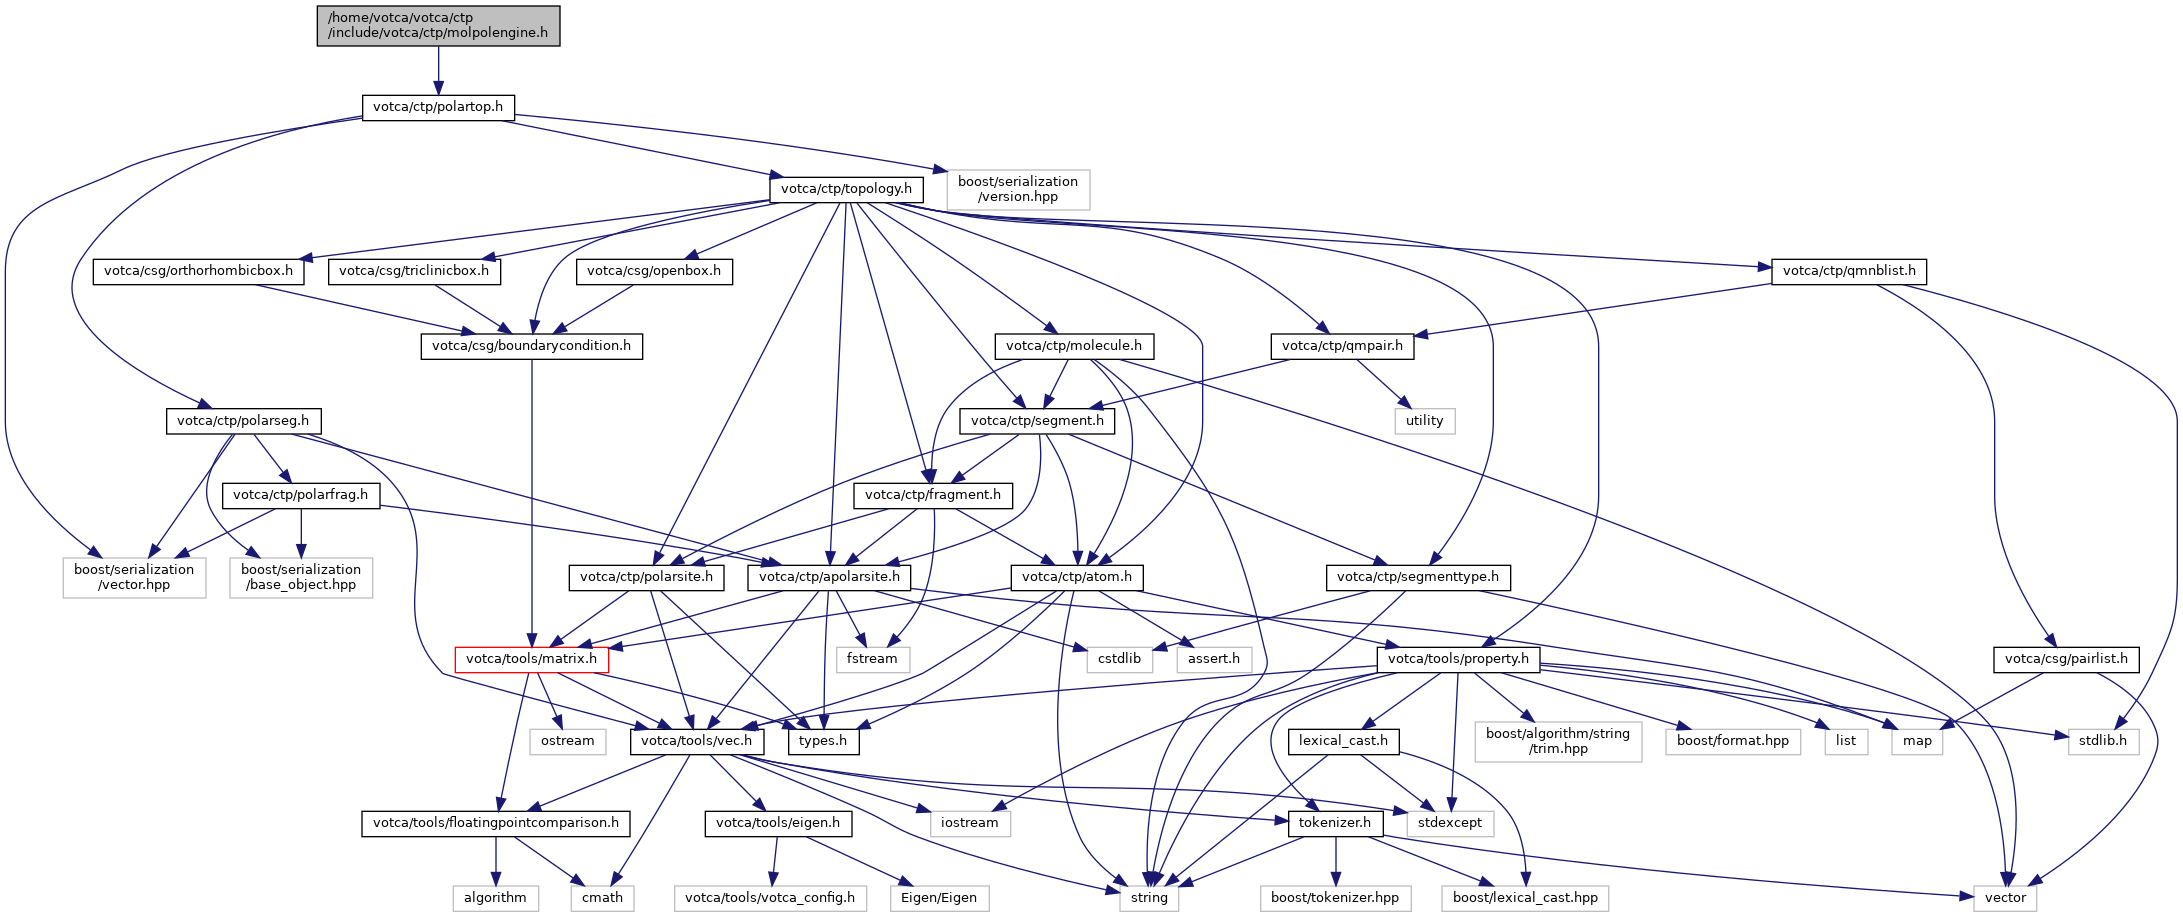 /home/votca/votca/ctp
/include/votca/ctp/molpolengine.h
votca/ctp/polartop.h
votca/ctp/topology.h
boost/serialization
/version.hpp
votca/csg/orthorhombicbox.h
votca/csg/triclinicbox.h
votca/csg/openbox.h
votca/ctp/qmnblist.h
votca/csg/boundarycondition.h
votca/ctp/molecule.h
votca/ctp/qmpair.h
votca/ctp/polarseg.h
votca/ctp/segment.h
utility
votca/ctp/polarfrag.h
votca/ctp/fragment.h
boost/serialization
/vector.hpp
boost/serialization
/base_object.hpp
votca/ctp/polarsite.h
votca/ctp/apolarsite.h
votca/ctp/atom.h
votca/ctp/segmenttype.h
votca/tools/matrix.h
fstream
cstdlib
assert.h
votca/tools/property.h
votca/csg/pairlist.h
ostream
votca/tools/vec.h
types.h
lexical_cast.h
boost/algorithm/string
/trim.hpp
boost/format.hpp
list
map
stdlib.h
votca/tools/floatingpointcomparison.h
votca/tools/eigen.h
iostream
tokenizer.h
stdexcept
algorithm
cmath
votca/tools/votca_config.h
Eigen/Eigen
string
boost/tokenizer.hpp
boost/lexical_cast.hpp
vector